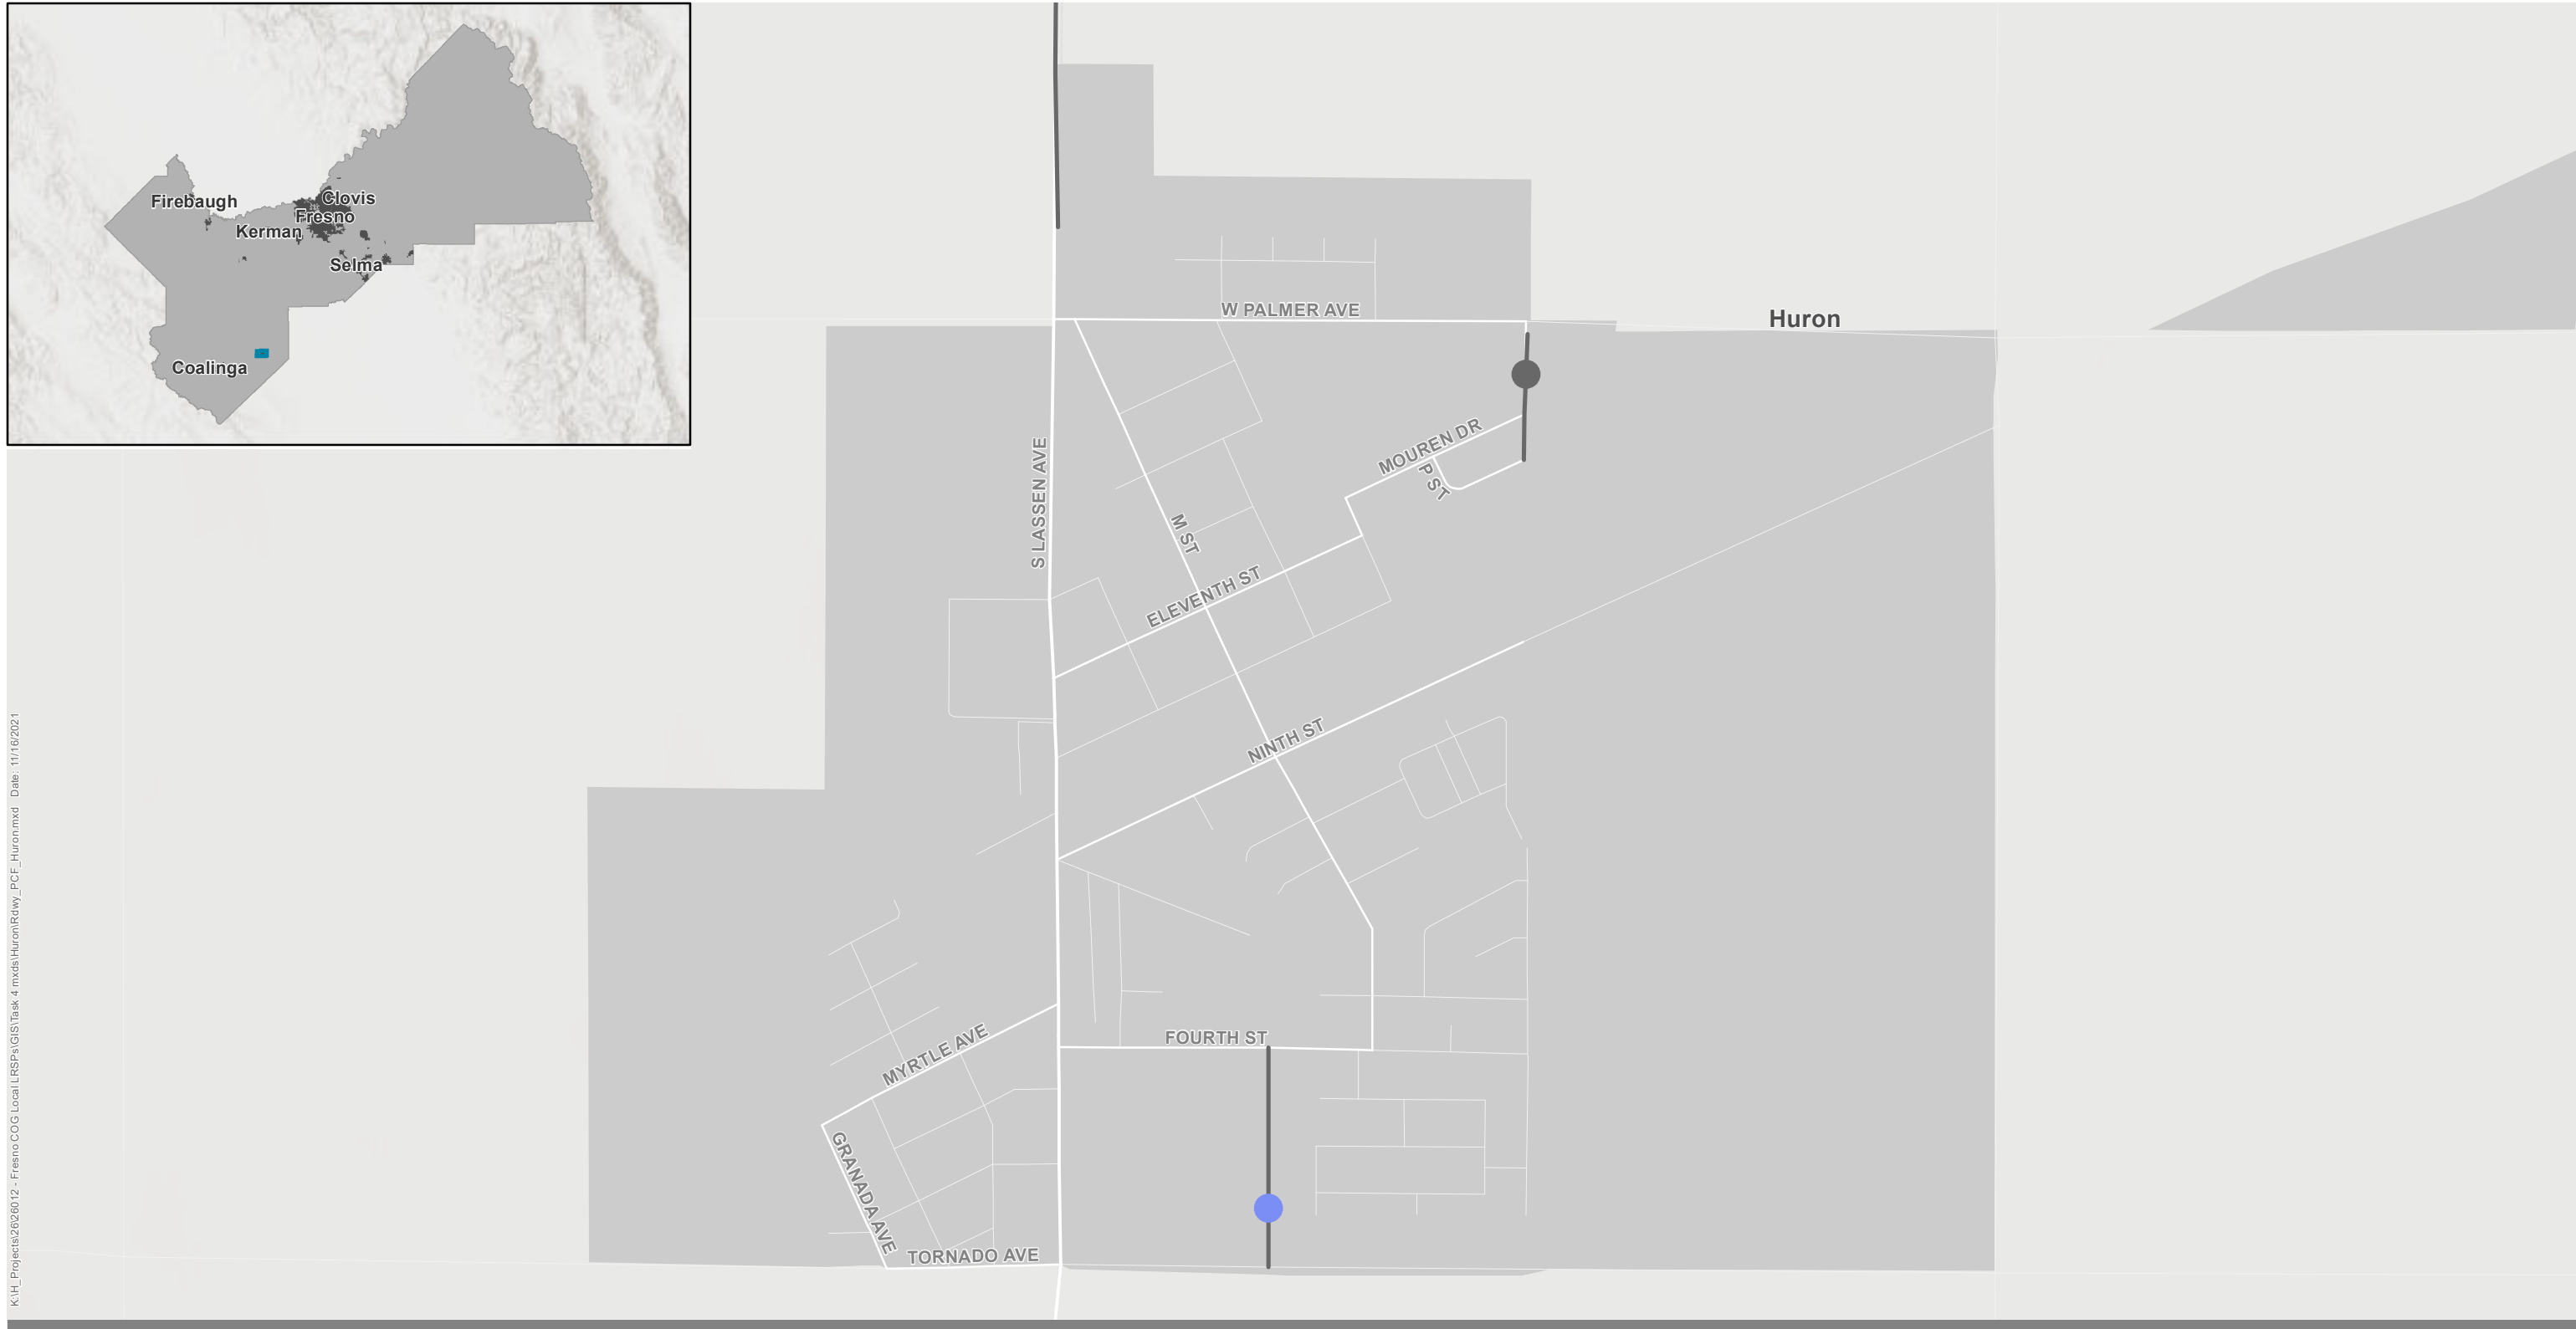 Firebaugh
Clovis
Fresno
Kerman
Selma
Coalinga
W PALMER AVE
Huron
S LASSEN AVE
MOUREN DR
P ST
M ST
ELEVENTH ST
NINTH ST
FOURTH ST
MYRTLE AVE
GRANADA AVE
TORNADO AVE
K:\H_Projects\26\26012 - Fresno COG Local LRSPs\GIS\Task 4 mxds\Huron\Rdwy_PCF_Huron.mxd Date: 11/16/2021